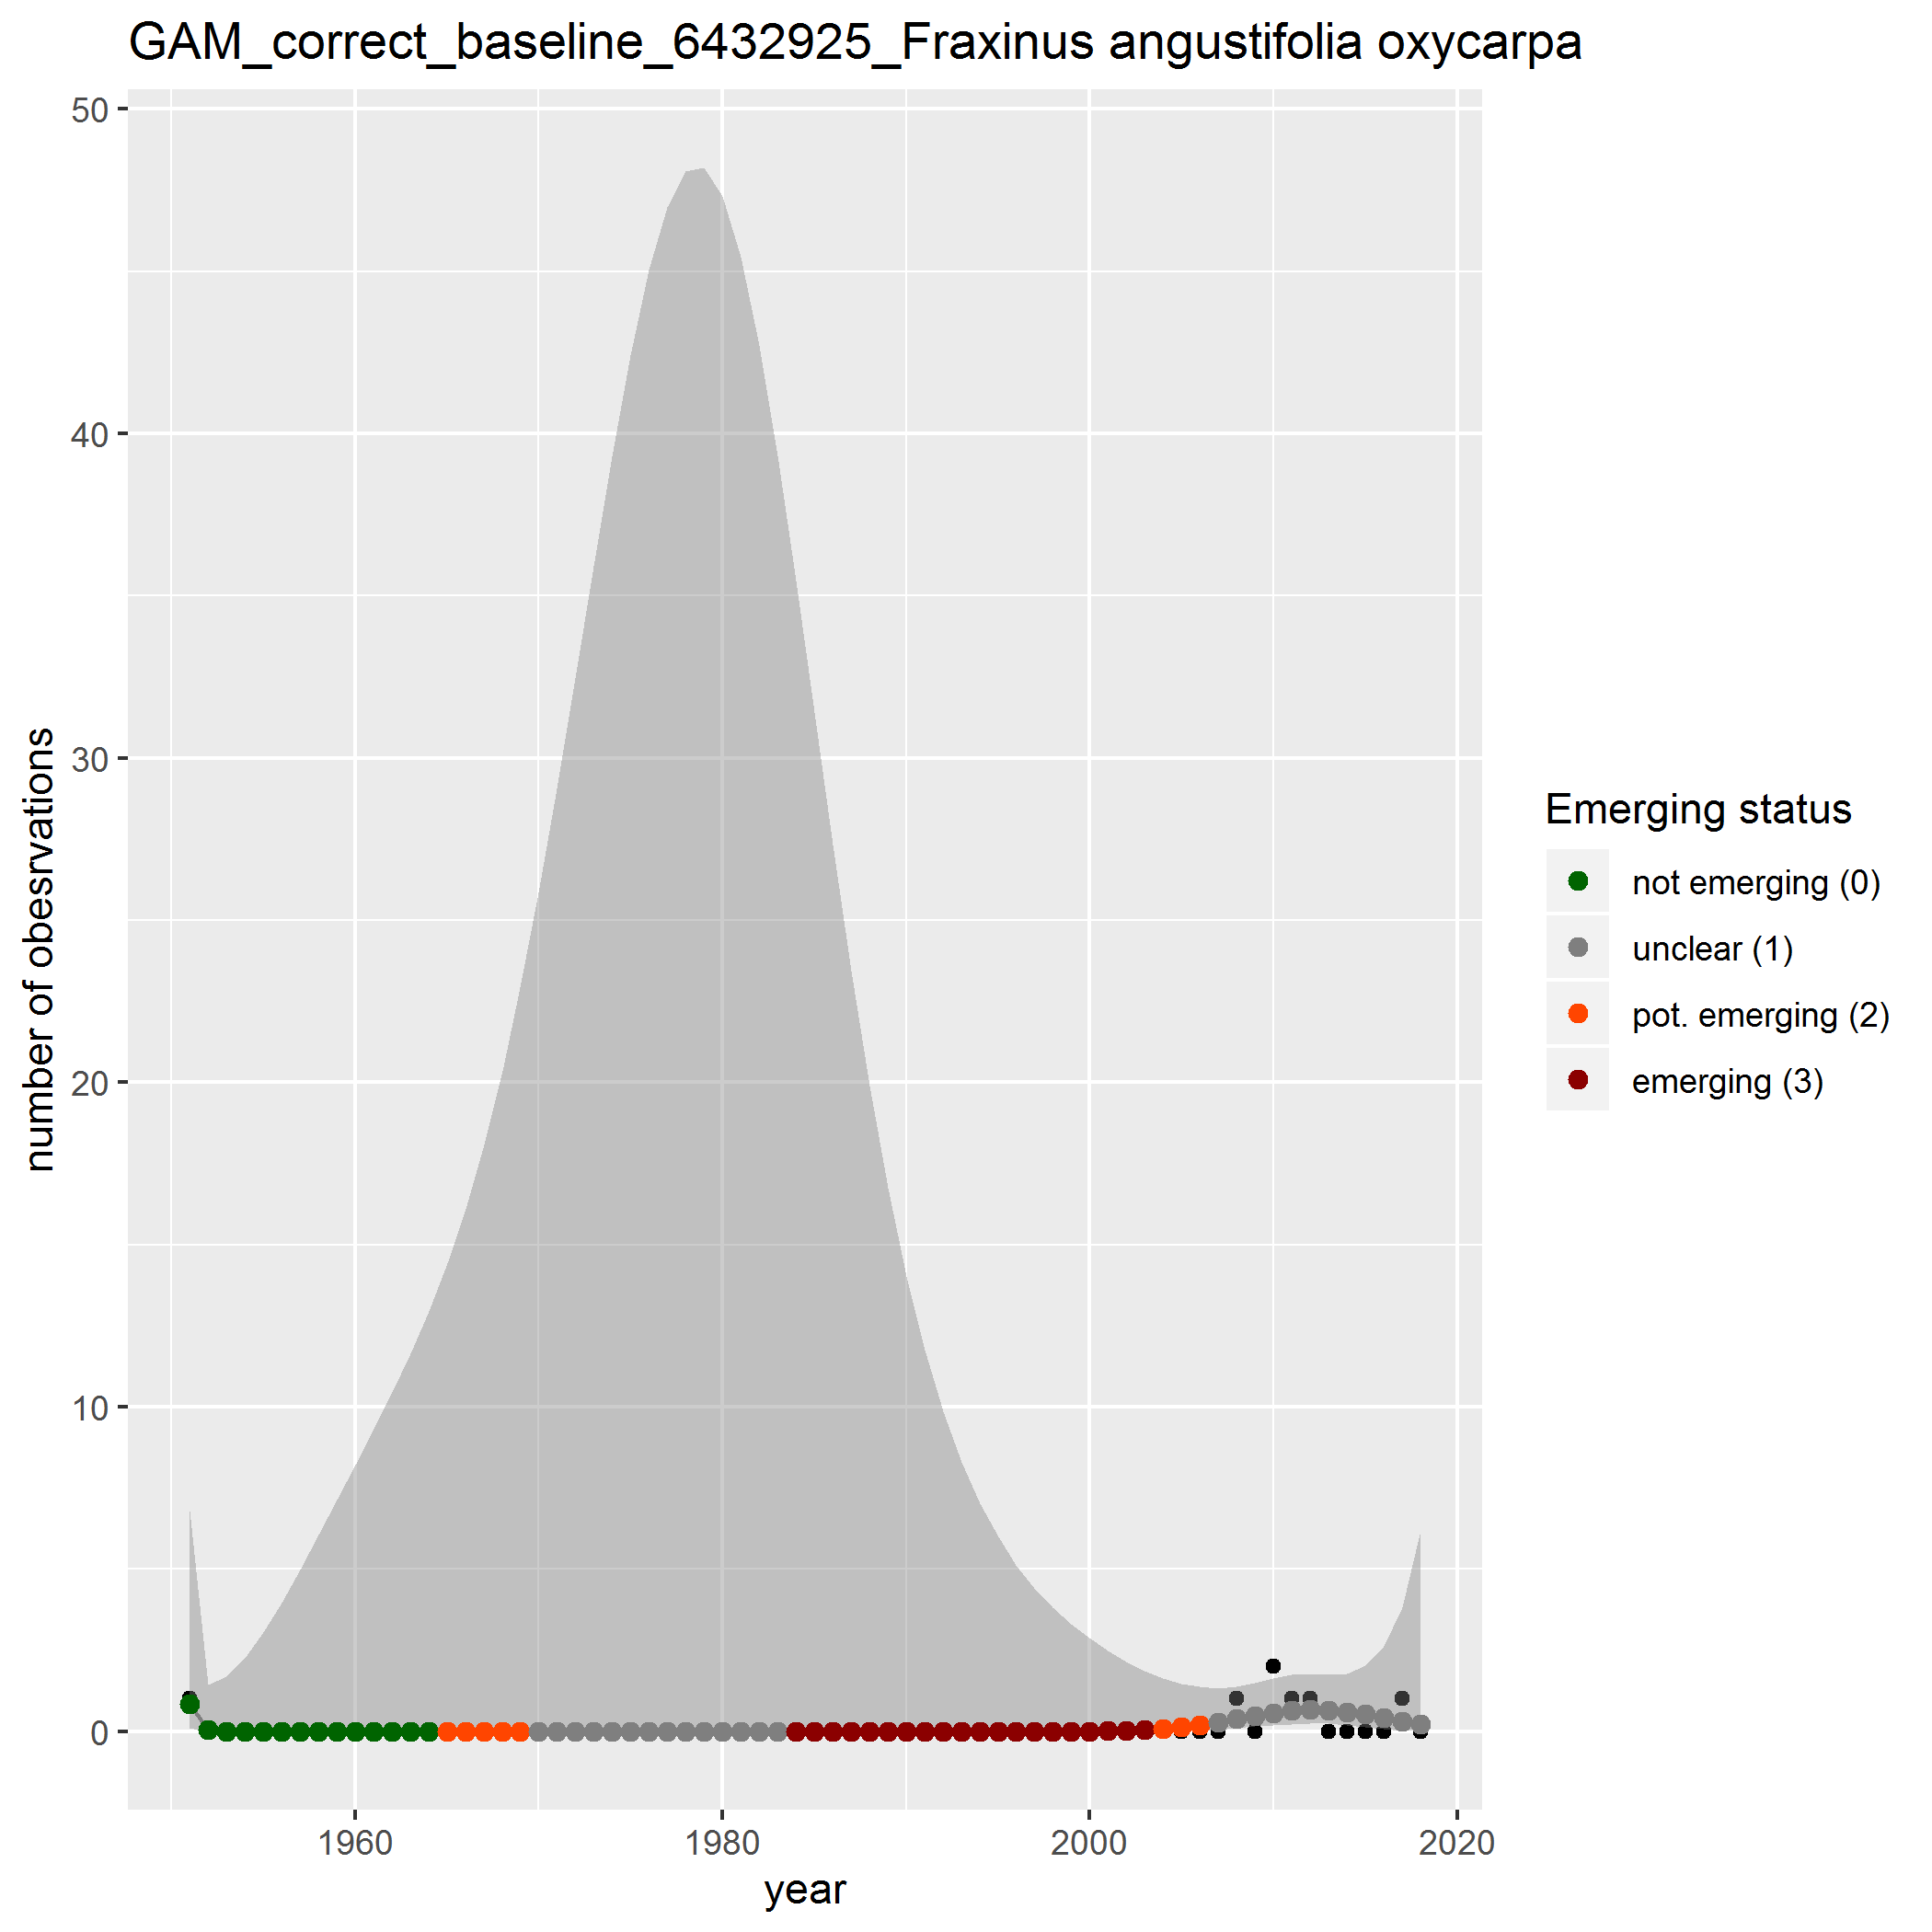 GAM_correct_baseline_6432925_Fraxinus angustifolia oxycarpa
50
40
30
20
10
0
number of obesrvations
1960
1980
2000
2020
year
Emerging status
not emerging (0)
unclear (1)
pot. emerging (2)
emerging (3)